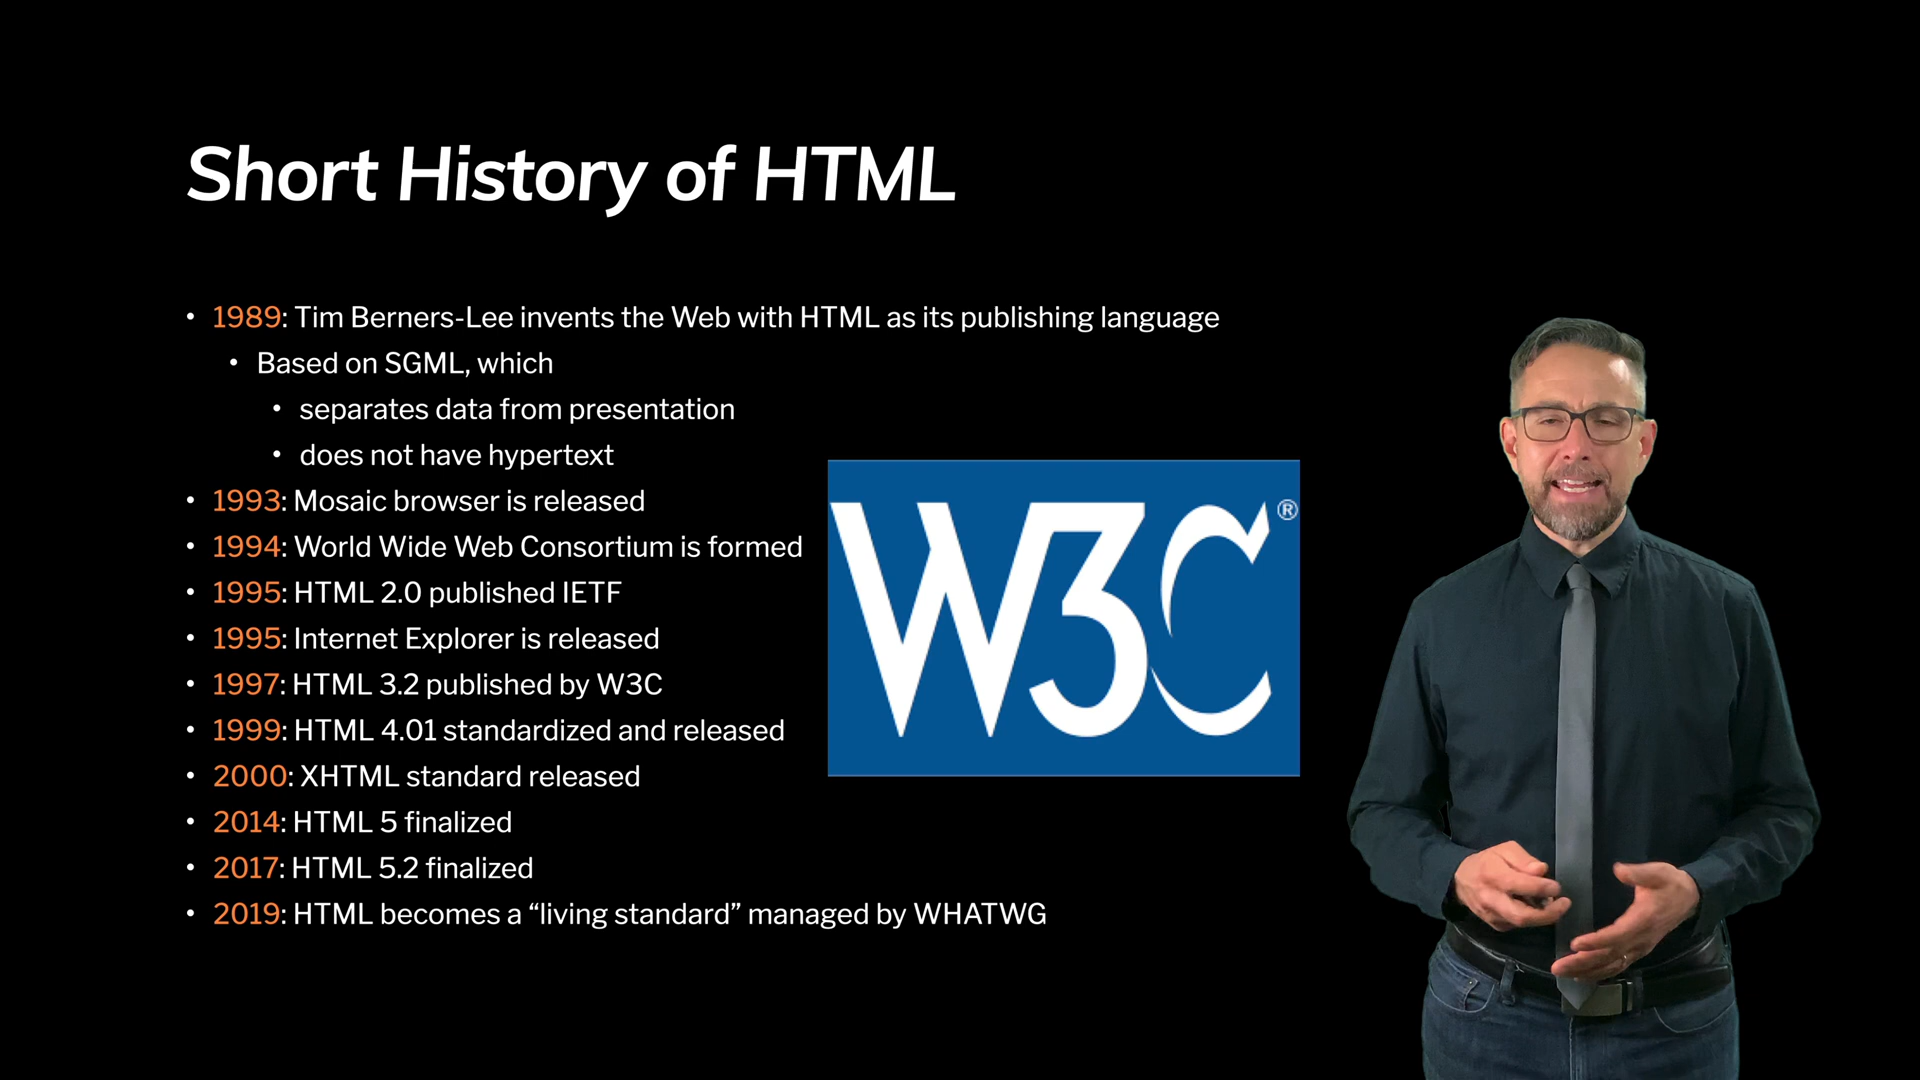 Short History of HTML
• 1989: Tim Berners-Lee invents the Web with HTML as its publishing language
• Based on SGML, which
• separates data from presentation
• does not have hypertext
• 1993: Mosaic browser is released
• 1994: World Wide Web Consortium is formed
• 1995: HTML 2.0 published IETF
• 1995: Internet Explorer is released
• 1997: HTML 3.2 published by W3C
• 1999: HTML 4.01 standardized and released
• 2000: XHTML standard released
• 2014: HTML 5 finalized
• 2017: HTML 5.2 finalized
• 2019: HTML becomes a “living standard” managed by WHATWG
W3C®